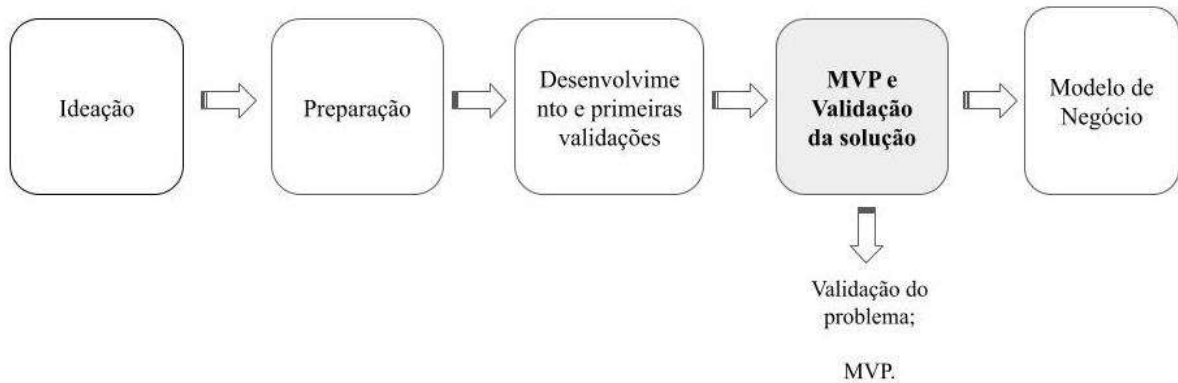 Ideação
Preparação
Desenvolvime
nto e primeiras
validações
MVP e
Validação
da solução
Modelo de
Negócio
Validação do
problema;
MVP.